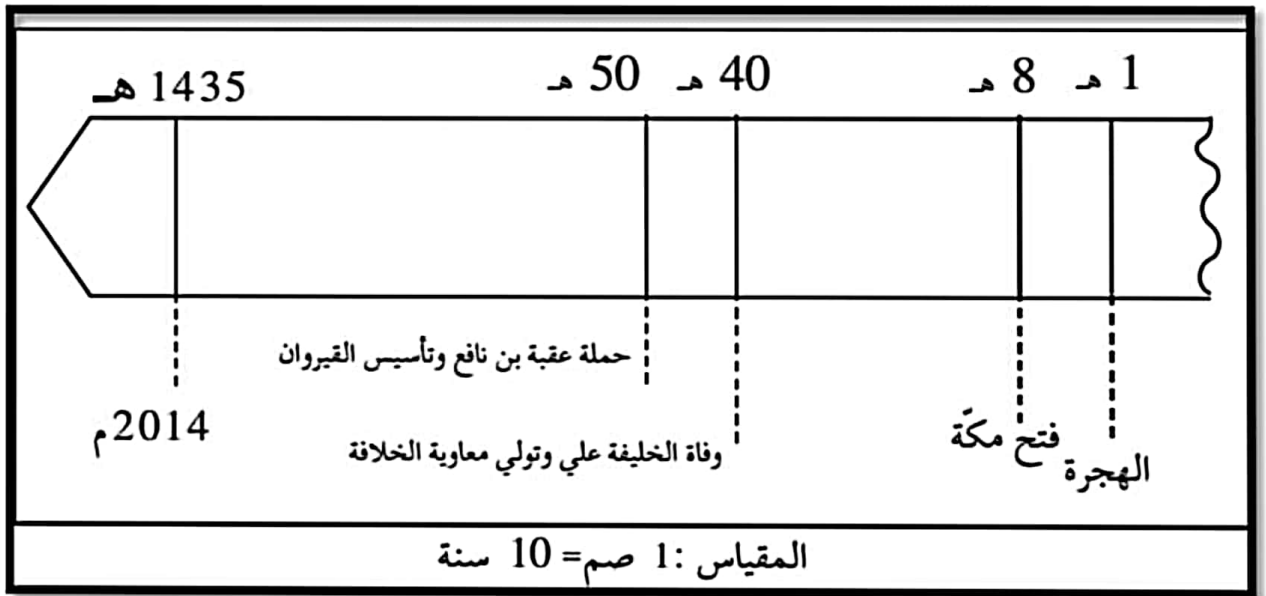 1 هـ
8 هـ
40 هـ
50 هـ
1435 هـ
حملة عقبة بن نافع وتأسيس القيروان
2014م
فتح مكّة
وفاة الخليفة علي وتولي معاوية الخلافة
الهجرة
المقياس :1 صم= 10 سنة